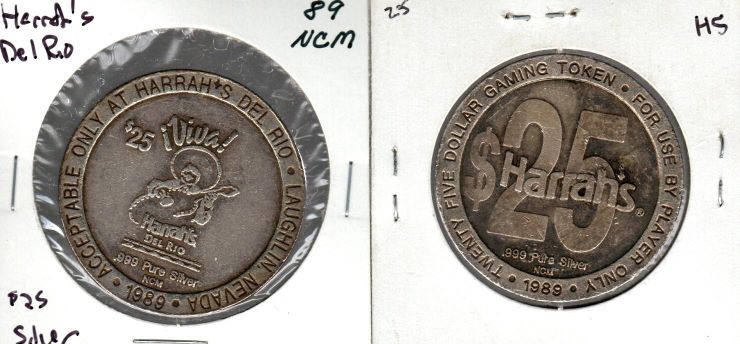 Harrah's
Del Rio
89
NCM
ACCEPTABLE ONLY AT HARRAH*S DEL RIO • LAUGHLIN, NEVADA • 1989 •
$25 ¡Viva!
Harrah's
DEL RIO
.999 Pure Silver
NCM
$25
Silver
25
HS
TWENTY FIVE DOLLAR GAMING TOKEN • FOR USE BY PLAYER ONLY • 1989 •
$25
Harrah's®
.999 Pure Silver
NCM